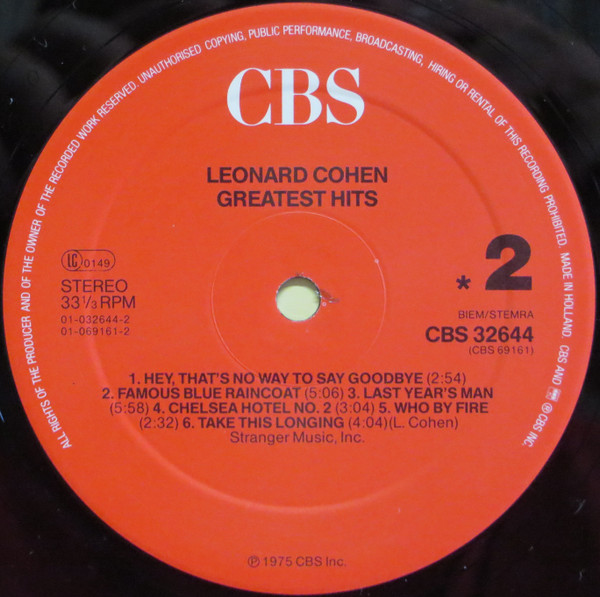 ALL RIGHTS OF THE PRODUCER AND OF THE OWNER OF THE RECORDED WORK RESERVED. UNAUTHORISED COPYING, PUBLIC PERFORMANCE, BROADCASTING, HIRING OR RENTAL OF THIS RECORDING PROHIBITED. MADE IN HOLLAND. CBS AND ℗ CBS INC.
CBS
LEONARD COHEN
GREATEST HITS
LC 0149
STEREO
33 1/3 RPM
01-032644-2
01-069161-2
* 2
BIEM/STEMRA
CBS 32644
(CBS 69161)
1. HEY, THAT'S NO WAY TO SAY GOODBYE (2:54)
2. FAMOUS BLUE RAINCOAT (5:06) 3. LAST YEAR'S MAN
(5:58) 4. CHELSEA HOTEL NO. 2 (3:04) 5. WHO BY FIRE
(2:32) 6. TAKE THIS LONGING (4:04)(L. Cohen)
Stranger Music, Inc.
℗ 1975 CBS Inc.